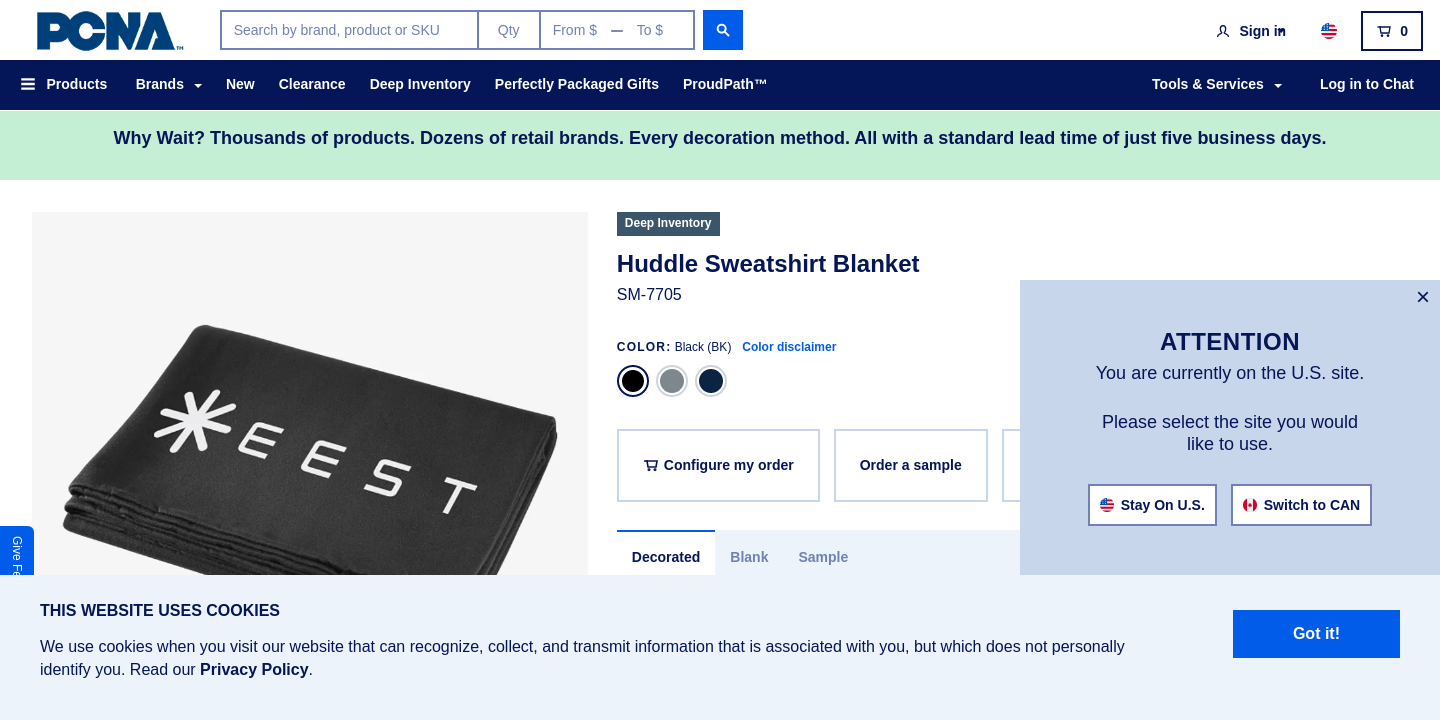 PCNA™
Search by brand, product or SKU
Qty
From $
—
To $
Sign in
0
Products
Brands
New
Clearance
Deep Inventory
Perfectly Packaged Gifts
ProudPath™
Tools & Services
Log in to Chat
Why Wait? Thousands of products. Dozens of retail brands. Every decoration method. All with a standard lead time of just five business days.
EEST
Deep Inventory
Huddle Sweatshirt Blanket
SM-7705
COLOR: Black (BK) Color disclaimer
Configure my order
Order a sample
Decorated
Blank
Sample
×
ATTENTION
You are currently on the U.S. site.
Please select the site you would
like to use.
Stay On U.S.
Switch to CAN
Give
THIS WEBSITE USES COOKIES
We use cookies when you visit our website that can recognize, collect, and transmit information that is associated with you, but which does not personally
identify you. Read our Privacy Policy.
Got it!